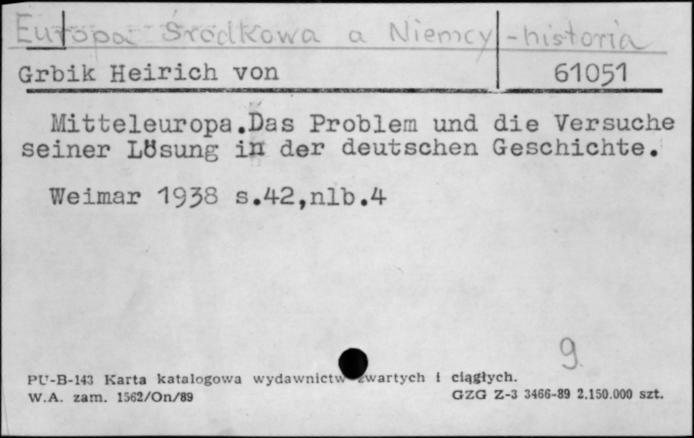 Europa Środkowa a Niemcy - historia
Grbik Heirich von 61051
Mitteleuropa.Das Problem und die Versuche
seiner Lösung in der deutschen Geschichte.
Weimar 1938 s.42,nlb.4
9
PU-B-143 Karta katalogowa wydawnictw zwartych i ciągłych.
W.A. zam. 1562/On/89 GZG Z-3 3466-89 2.150.000 szt.